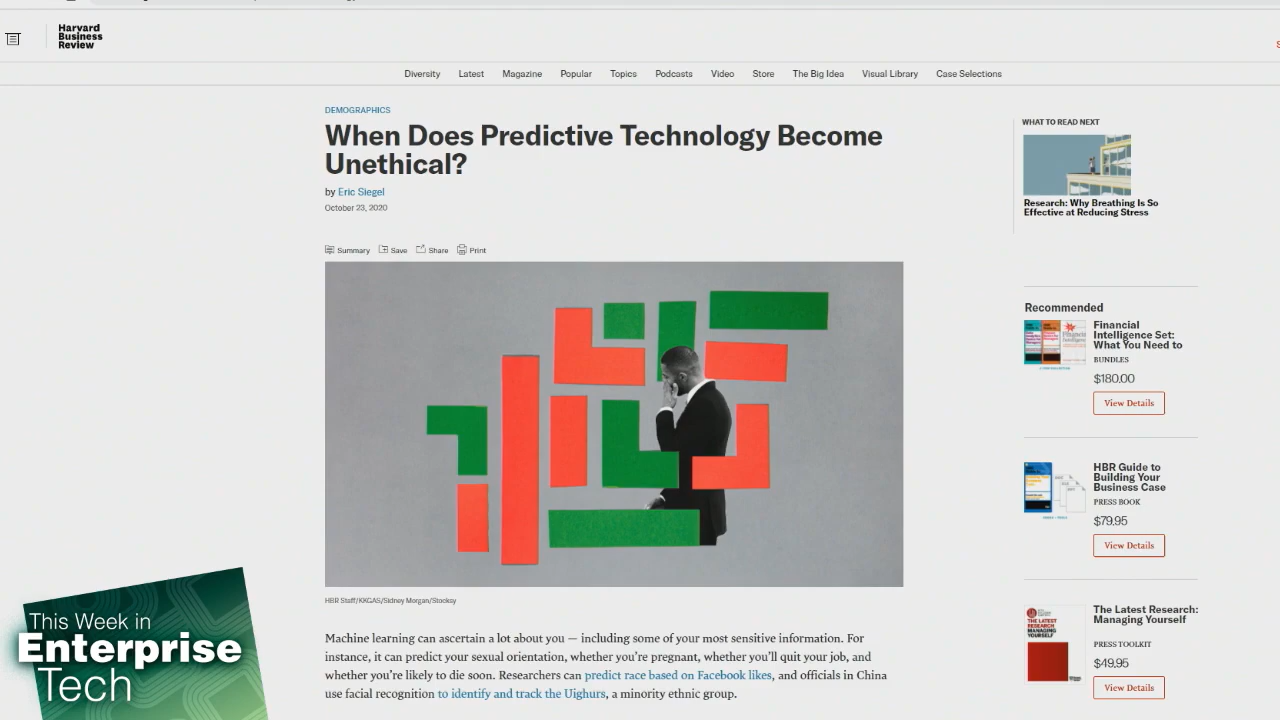 Harvard
Business
Review
Diversity Latest Magazine Popular Topics Podcasts Video Store The Big Idea Visual Library Case Selections
DEMOGRAPHICS
When Does Predictive Technology Become
Unethical?
by Eric Siegel
October 23, 2020
Summary Save Share Print
HBR Staff/KKGAS/Sidney Morgan/Stocksy
Machine learning can ascertain a lot about you — including some of your most sensitive information. For
instance, it can predict your sexual orientation, whether you're pregnant, whether you'll quit your job, and
whether you're likely to die soon. Researchers can predict race based on Facebook likes, and officials in China
use facial recognition to identify and track the Uighurs, a minority ethnic group.
WHAT TO READ NEXT
Research: Why Breathing Is So
Effective at Reducing Stress
Recommended
Financial
Intelligence Set:
What You Need to
BUNDLES
$180.00
View Details
HBR Guide to
Building Your
Business Case
PRESS BOOK
$79.95
View Details
The Latest Research:
Managing Yourself
PRESS TOOLKIT
$49.95
View Details
THE LATEST
RESEARCH:
MANAGING
YOURSELF
This Week in
Enterprise
Tech